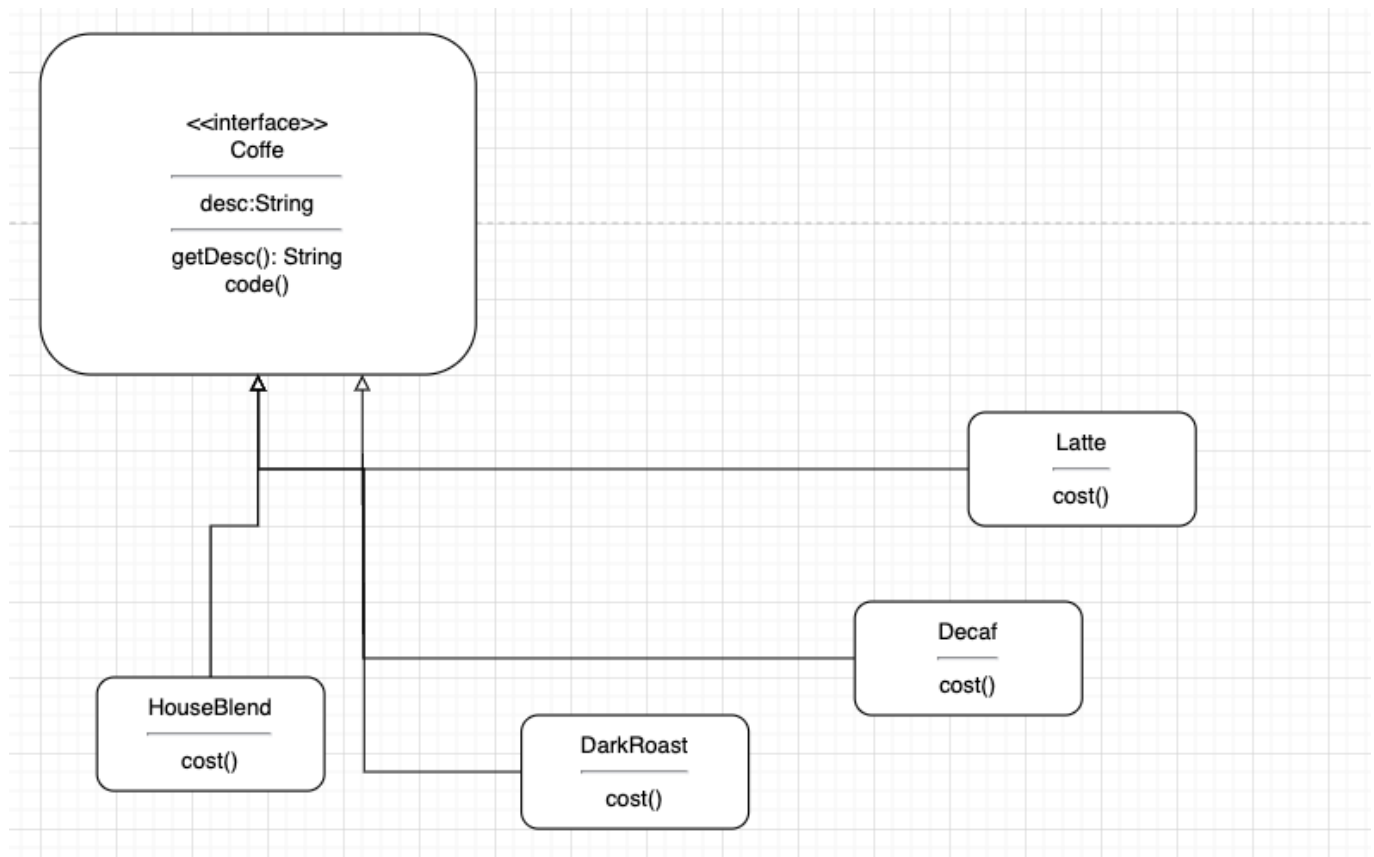 <<interface>>
Coffe
desc:String
getDesc(): String
code()
Latte
cost()
Decaf
cost()
HouseBlend
cost()
DarkRoast
cost()